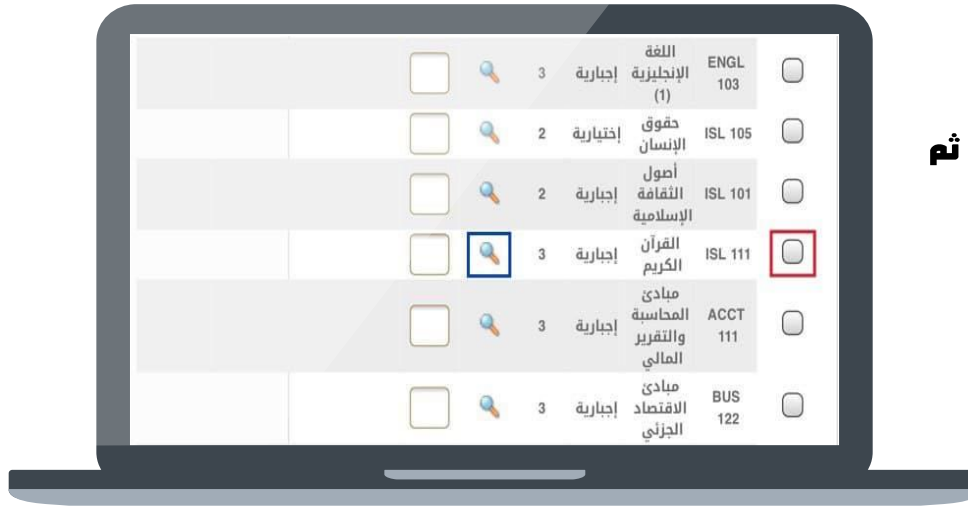 ENGL 103 اللغة الإنجليزية (1) إجبارية 3
ISL 105 حقوق الإنسان إختيارية 2
ISL 101 أصول الثقافة الإسلامية إجبارية 2
ISL 111 القرآن الكريم إجبارية 3
ACCT 111 مبادئ المحاسبة والتقرير المالي إجبارية 3
BUS 122 مبادئ الاقتصاد الجزئي إجبارية 3
ثم